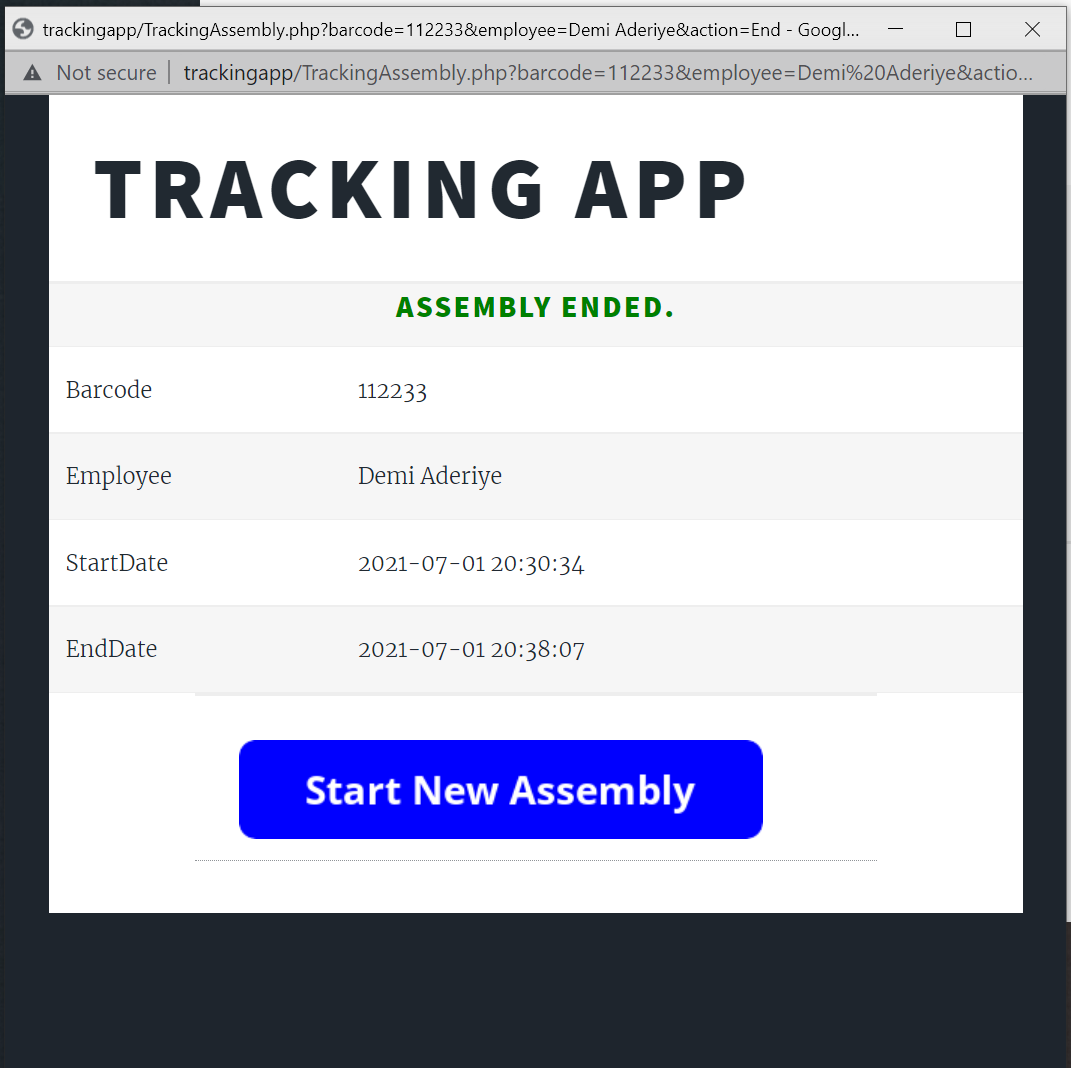 trackingapp/TrackingAssembly.php?barcode=112233&employee=Demi Aderiye&action=End - Googl...
Not secure | trackingapp/TrackingAssembly.php?barcode=112233&employee=Demi%20Aderiye&actio...
TRACKING APP
ASSEMBLY ENDED.
Barcode 112233
Employee Demi Aderiye
StartDate 2021-07-01 20:30:34
EndDate 2021-07-01 20:38:07
Start New Assembly